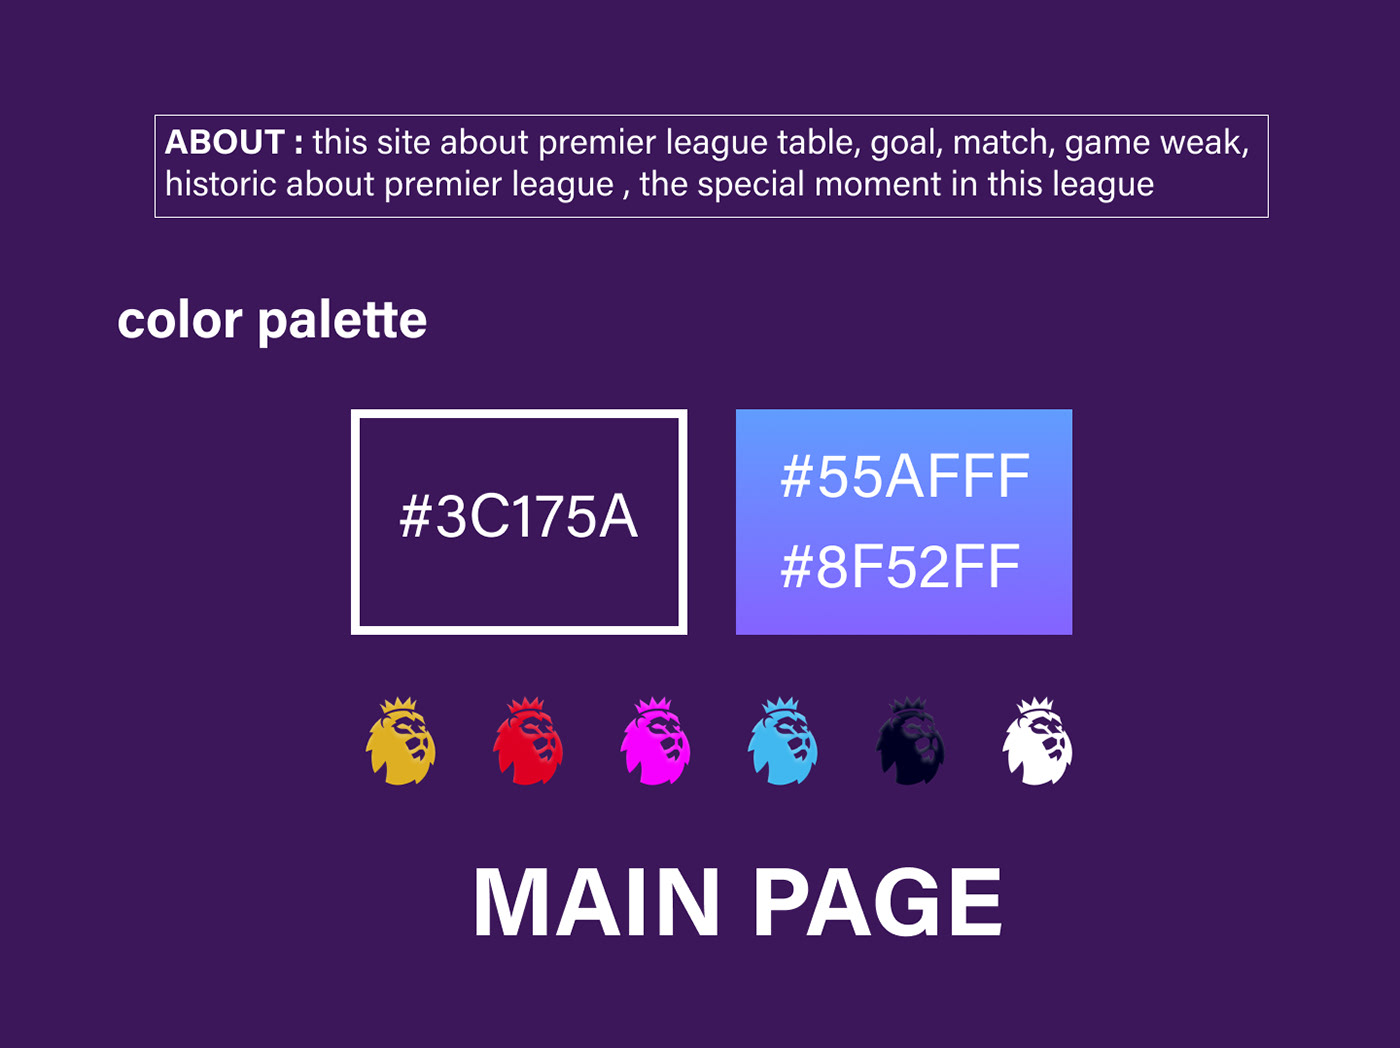 ABOUT : this site about premier league table, goal, match, game weak,
historic about premier league , the special moment in this league
color palette
#3C175A
#55AFFF
#8F52FF
MAIN PAGE